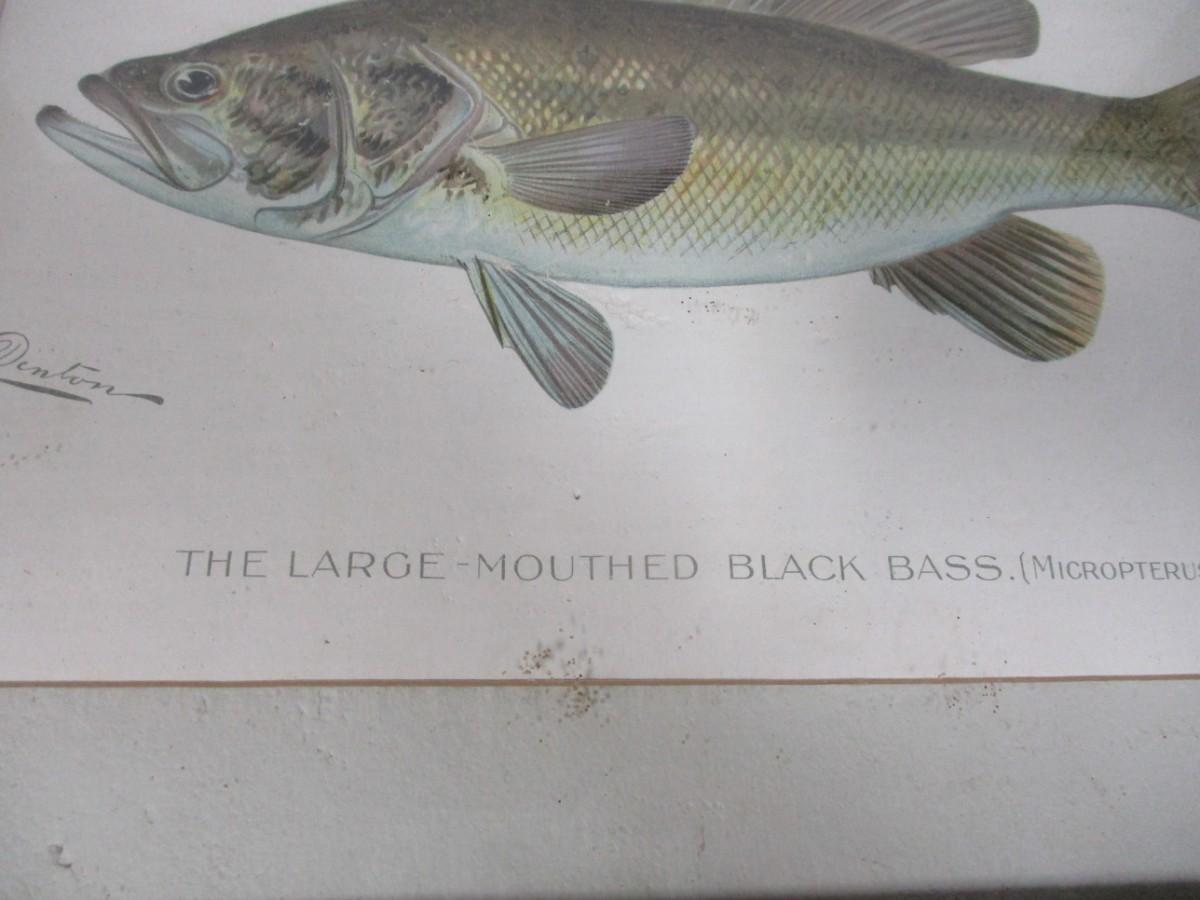 Denton
THE LARGE-MOUTHED BLACK BASS. (MICROPTERUS